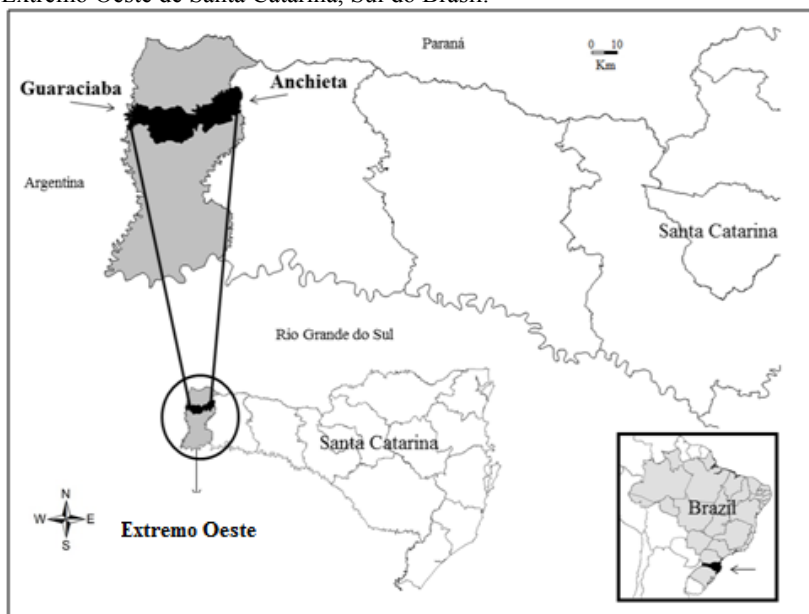 Extremo Oeste de Santa Catarina, Sul do Brasil.
Paraná
0 10
Km
Guaraciaba
Anchieta
Argentina
Santa Catarina
Rio Grande do Sul
Santa Catarina
N
W E
S
Extremo Oeste
Brazil